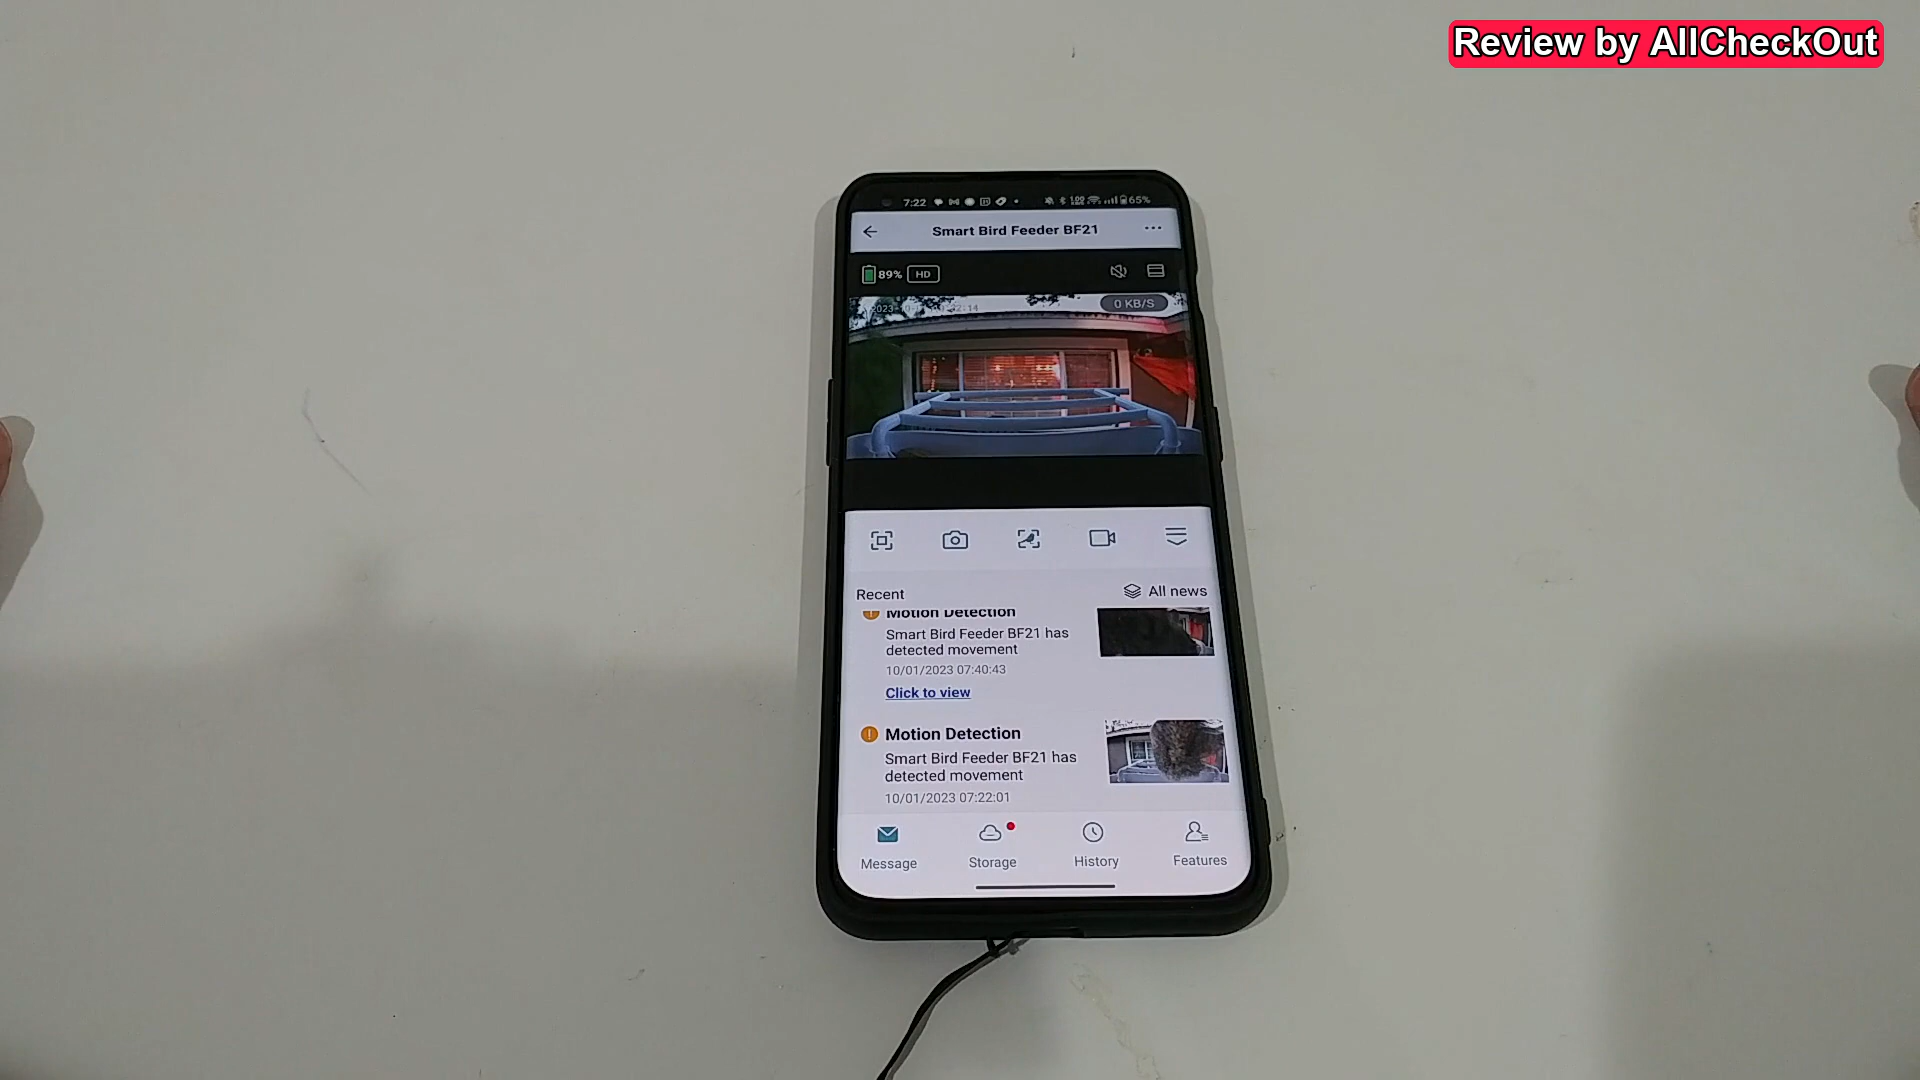 Review by AllCheckOut
7:22
65%
Smart Bird Feeder BF21
89% HD
0 KB/S
Recent
All news
Motion Detection
Smart Bird Feeder BF21 has
detected movement
10/01/2023 07:40:43
Click to view
Motion Detection
Smart Bird Feeder BF21 has
detected movement
10/01/2023 07:22:01
Message
Storage
History
Features